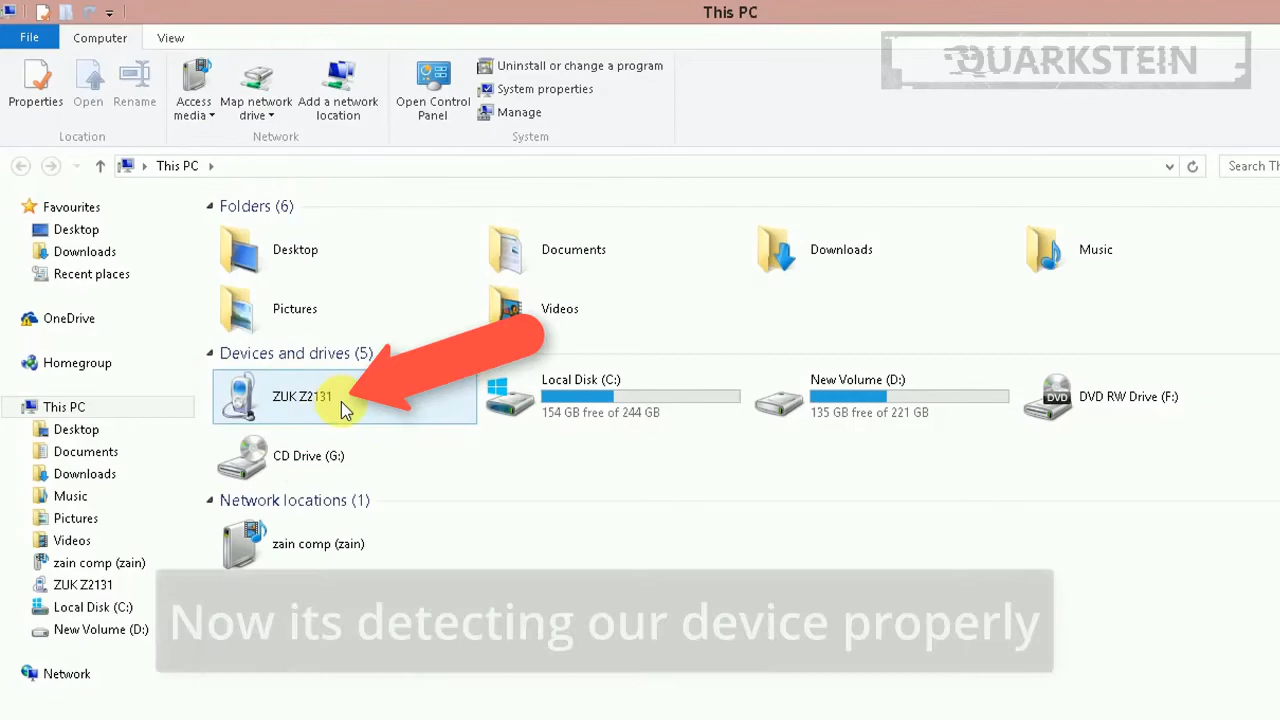 This PC
File
Computer
View
QUARKSTEIN
Properties
Open
Rename
Access media
Map network drive
Add a network location
Open Control Panel
Uninstall or change a program
System properties
Manage
Location
Network
System
This PC
Search Th
Favourites
Desktop
Downloads
Recent places
OneDrive
Homegroup
This PC
Desktop
Documents
Downloads
Music
Pictures
Videos
zain comp (zain)
ZUK Z2131
Local Disk (C:)
New Volume (D:)
Network
Folders (6)
Desktop
Documents
Downloads
Music
Pictures
Videos
Devices and drives (5)
ZUK Z2131
Local Disk (C:)
154 GB free of 244 GB
New Volume (D:)
135 GB free of 221 GB
DVD
DVD RW Drive (F:)
CD Drive (G:)
Network locations (1)
zain comp (zain)
Now its detecting our device properly